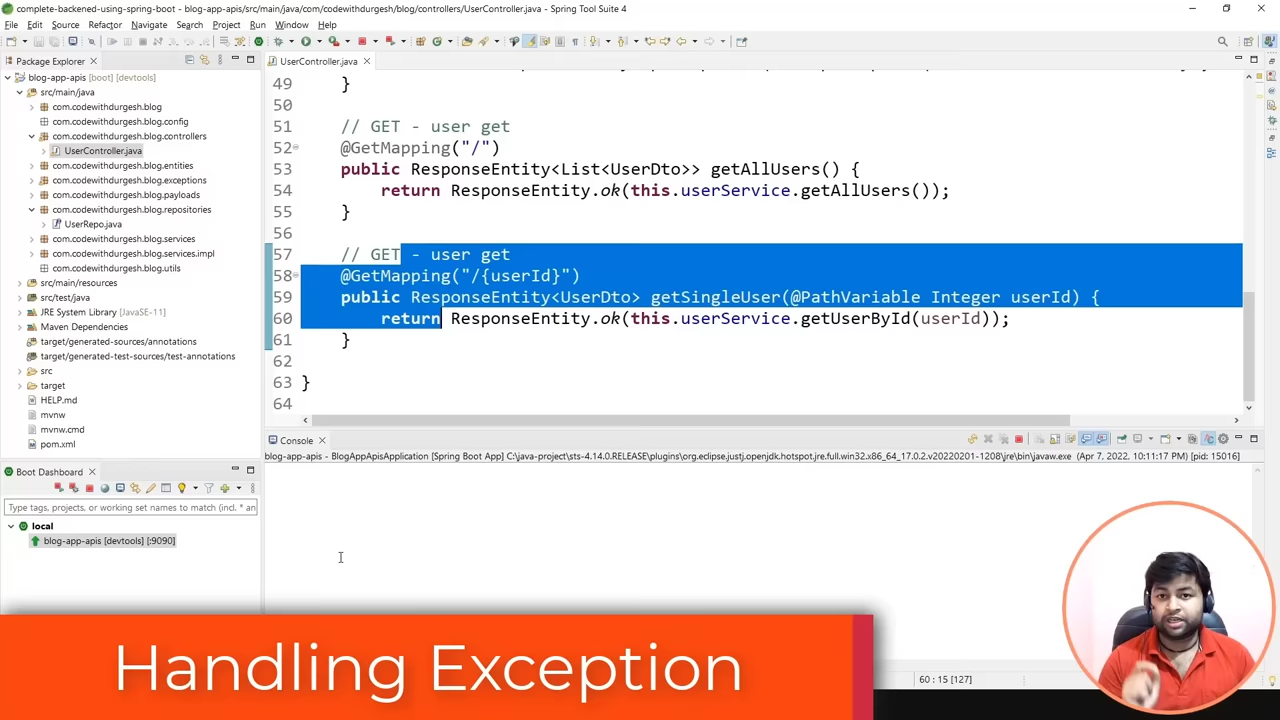 complete-backened-using-spring-boot - blog-app-apis/src/main/java/com/codewithdurgesh/blog/controllers/UserController.java - Spring Tool Suite 4
File Edit Source Refactor Navigate Search Project Run Window Help
Package Explorer
blog-app-apis [boot] [devtools]
src/main/java
com.codewithdurgesh.blog
com.codewithdurgesh.blog.config
com.codewithdurgesh.blog.controllers
UserController.java
com.codewithdurgesh.blog.entities
com.codewithdurgesh.blog.exceptions
com.codewithdurgesh.blog.payloads
com.codewithdurgesh.blog.repositories
UserRepo.java
com.codewithdurgesh.blog.services
com.codewithdurgesh.blog.services.impl
com.codewithdurgesh.blog.utils
src/main/resources
src/test/java
JRE System Library [JavaSE-11]
Maven Dependencies
target/generated-sources/annotations
target/generated-test-sources/test-annotations
src
target
HELP.md
mvnw
mvnw.cmd
pom.xml
Boot Dashboard
Type tags, projects, or working set names to match (incl. * an
local
blog-app-apis [devtools] [:9090]
UserController.java
49 }
50
51 // GET - user get
52 @GetMapping("/")
53 public ResponseEntity<List<UserDto>> getAllUsers() {
54 return ResponseEntity.ok(this.userService.getAllUsers());
55 }
56
57 // GET - user get
58 @GetMapping("/{userId}")
59 public ResponseEntity<UserDto> getSingleUser(@PathVariable Integer userId) {
60 return ResponseEntity.ok(this.userService.getUserById(userId));
61 }
62
63 }
64
Console
blog-app-apis - BlogAppApisApplication [Spring Boot App] C:\java-project\sts-4.14.0.RELEASE\plugins\org.eclipse.justj.openjdk.hotspot.jre.full.win32.x86_64_17.0.2.v20220201-1208\jre\bin\javaw.exe (Apr 7, 2022, 10:11:17 PM) [pid: 15016]
Handling Exception
60 : 15 [127]